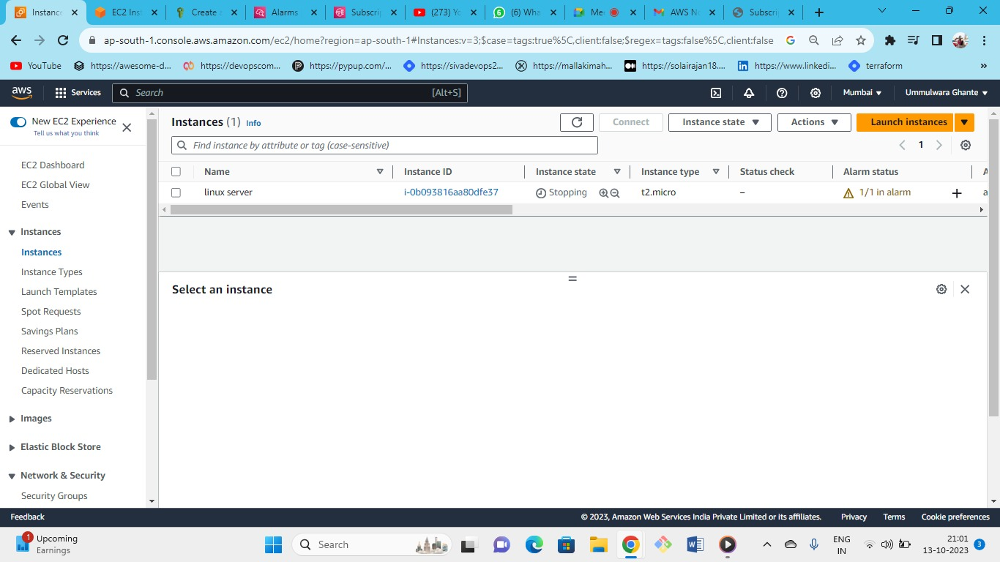 Instance
EC2 Inst
Create a
Alarms
Subscri
(273) Yo
(6) Wha
Me
AWS No
Subscri
ap-south-1.console.aws.amazon.com/ec2/home?region=ap-south-1#Instances:v=3;$case=tags:true%5C,client:false;$regex=tags:false%5C,client:false
YouTube
https://awesome-d...
https://devopscom...
https://pypup.com/...
https://sivadevops2...
https://mallakimah...
https://solairajan18....
https://www.linkedi...
terraform
»
aws
Services
Search
[Alt+S]
Mumbai
Ummulwara Ghante
New EC2 Experience
Tell us what you think
EC2 Dashboard
EC2 Global View
Events
Instances
Instances
Instance Types
Launch Templates
Spot Requests
Savings Plans
Reserved Instances
Dedicated Hosts
Capacity Reservations
Images
Elastic Block Store
Network & Security
Security Groups
Instances (1) Info
Connect
Instance state
Actions
Launch instances
Find instance by attribute or tag (case-sensitive)
1
Name Instance ID Instance state Instance type Status check Alarm status A
linux server i-0b093816aa80dfe37 Stopping t2.micro – 1/1 in alarm a
Select an instance
Feedback
© 2023, Amazon Web Services India Private Limited or its affiliates. Privacy Terms Cookie preferences
1
Upcoming
Earnings
Search
ENG
IN
21:01
13-10-2023
3